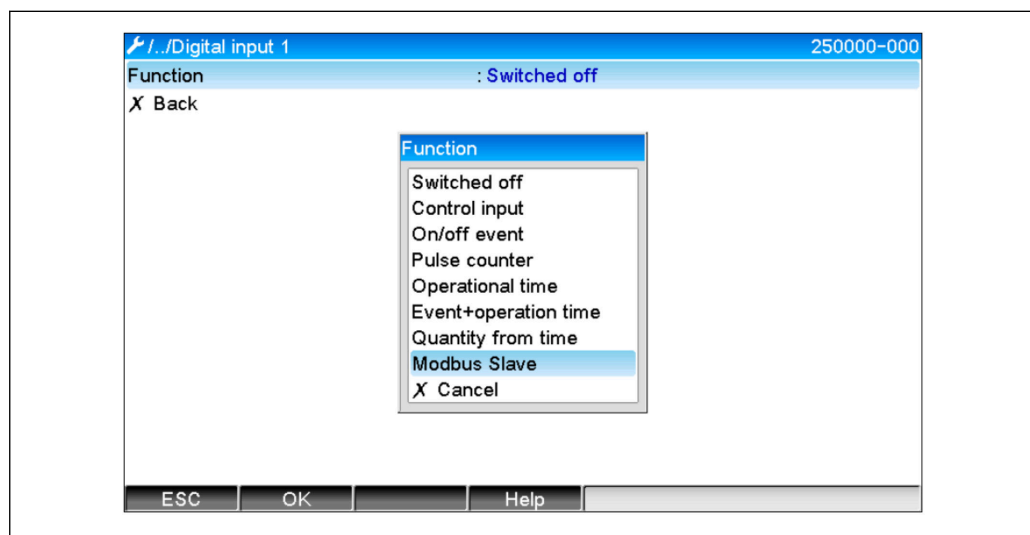 /../Digital input 1 250000-000
Function : Switched off
X Back
Function
Switched off
Control input
On/off event
Pulse counter
Operational time
Event+operation time
Quantity from time
Modbus Slave
X Cancel
ESC OK Help